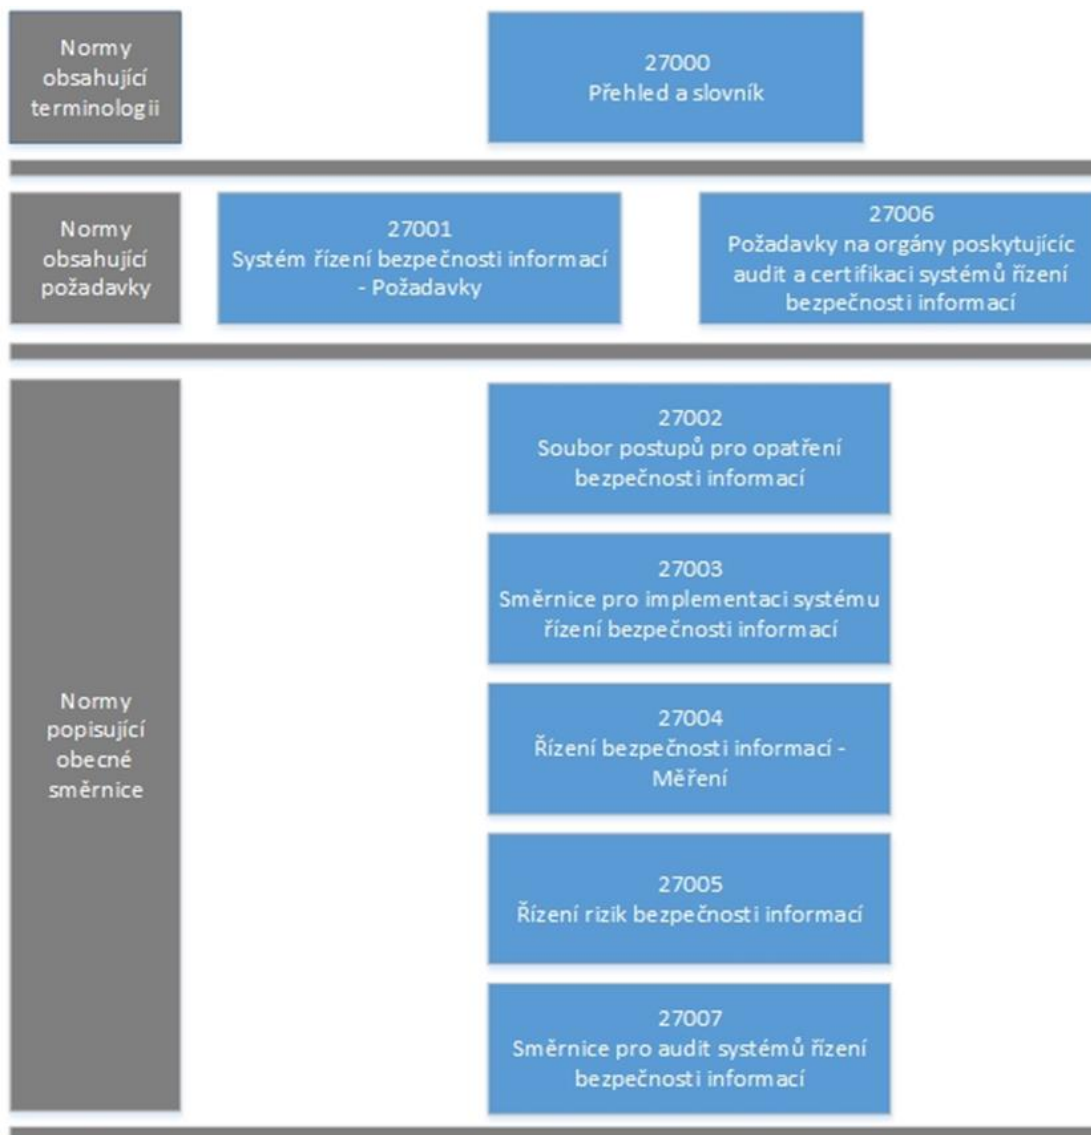 Normy
obsahující
terminologii
27000
Přehled a slovník
Normy
obsahující
požadavky
27001
Systém řízení bezpečnosti informací
- Požadavky
27006
Požadavky na orgány poskytujícíc
audit a certifikaci systémů řízení
bezpečnosti informací
Normy
popisující
obecné
směrnice
27002
Soubor postupů pro opatření
bezpečnosti informací
27003
Směrnice pro implementaci systému
řízení bezpečnosti informací
27004
Řízení bezpečnosti informací -
Měření
27005
Řízení rizik bezpečnosti informací
27007
Směrnice pro audit systémů řízení
bezpečnosti informací